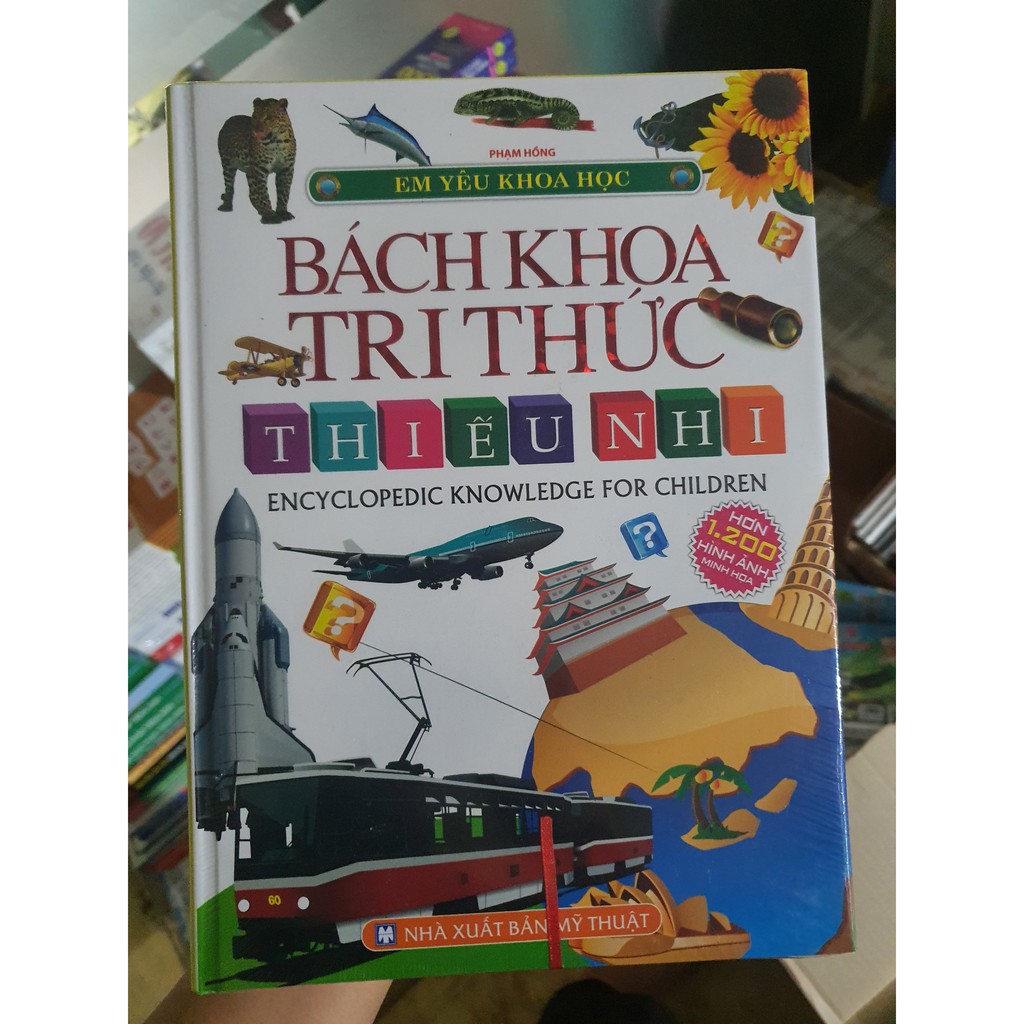 PHẠM HỒNG
EM YÊU KHOA HỌC
BÁCH KHOA
TRI THỨC
THIẾU NHI
ENCYCLOPEDIC KNOWLEDGE FOR CHILDREN
HƠN
1.200
HÌNH ẢNH
MINH HỌA
60
NHÀ XUẤT BẢN MỸ THUẬT